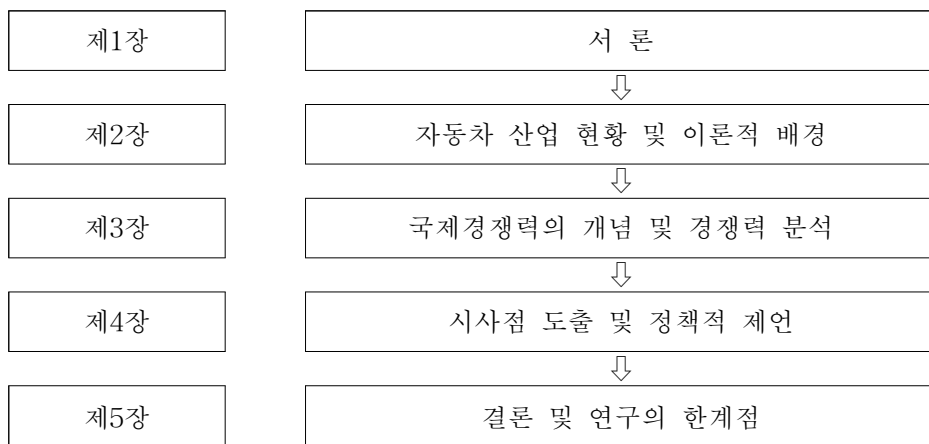 제1장 서 론
제2장 자동차 산업 현황 및 이론적 배경
제3장 국제경쟁력의 개념 및 경쟁력 분석
제4장 시사점 도출 및 정책적 제언
제5장 결론 및 연구의 한계점